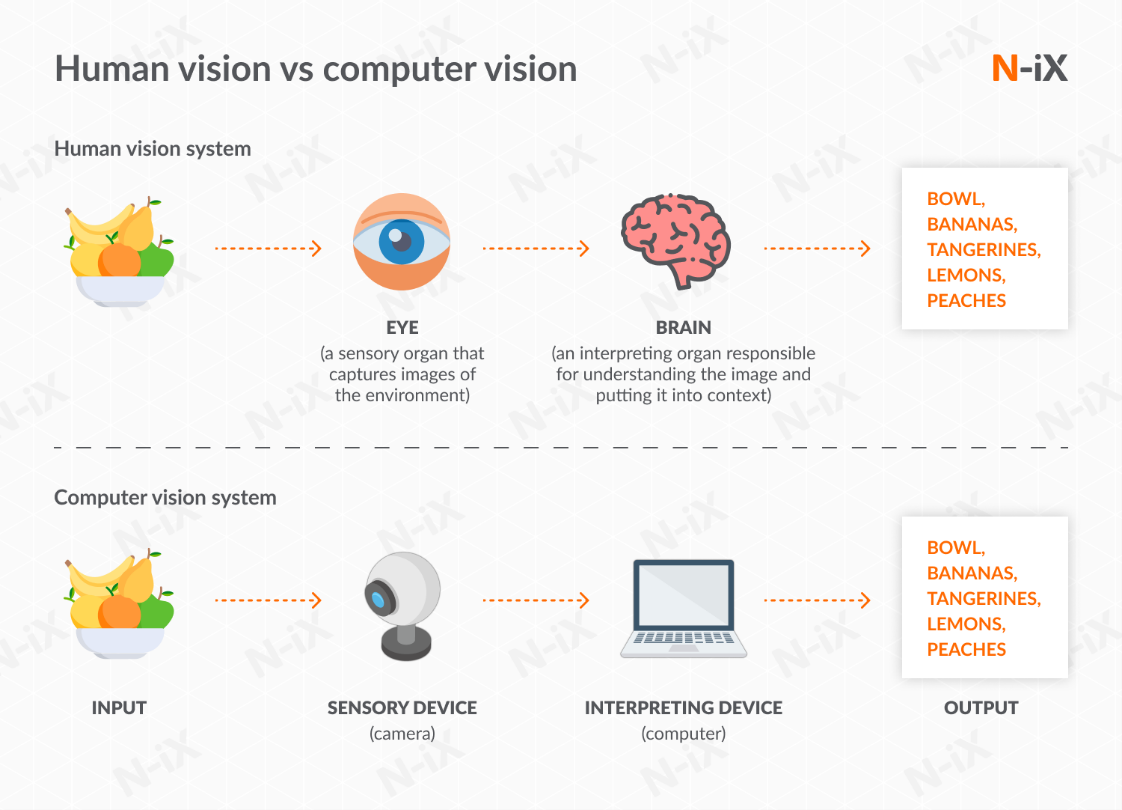 Human vision vs computer vision
N-iX
Human vision system
BOWL,
BANANAS,
TANGERINES,
LEMONS,
PEACHES
EYE
(a sensory organ that
captures images of
the environment)
BRAIN
(an interpreting organ responsible
for understanding the image and
putting it into context)
Computer vision system
BOWL,
BANANAS,
TANGERINES,
LEMONS,
PEACHES
INPUT
SENSORY DEVICE
(camera)
INTERPRETING DEVICE
(computer)
OUTPUT